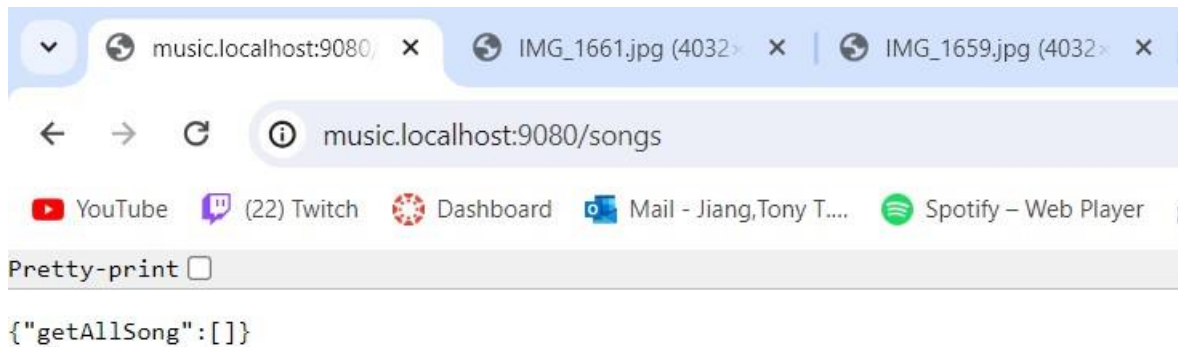 music.localhost:9080/ IMG_1661.jpg (4032× IMG_1659.jpg (4032×
music.localhost:9080/songs
YouTube (22) Twitch Dashboard Mail - Jiang,Tony T.... Spotify – Web Player
Pretty-print
{"getAllSong":[]}